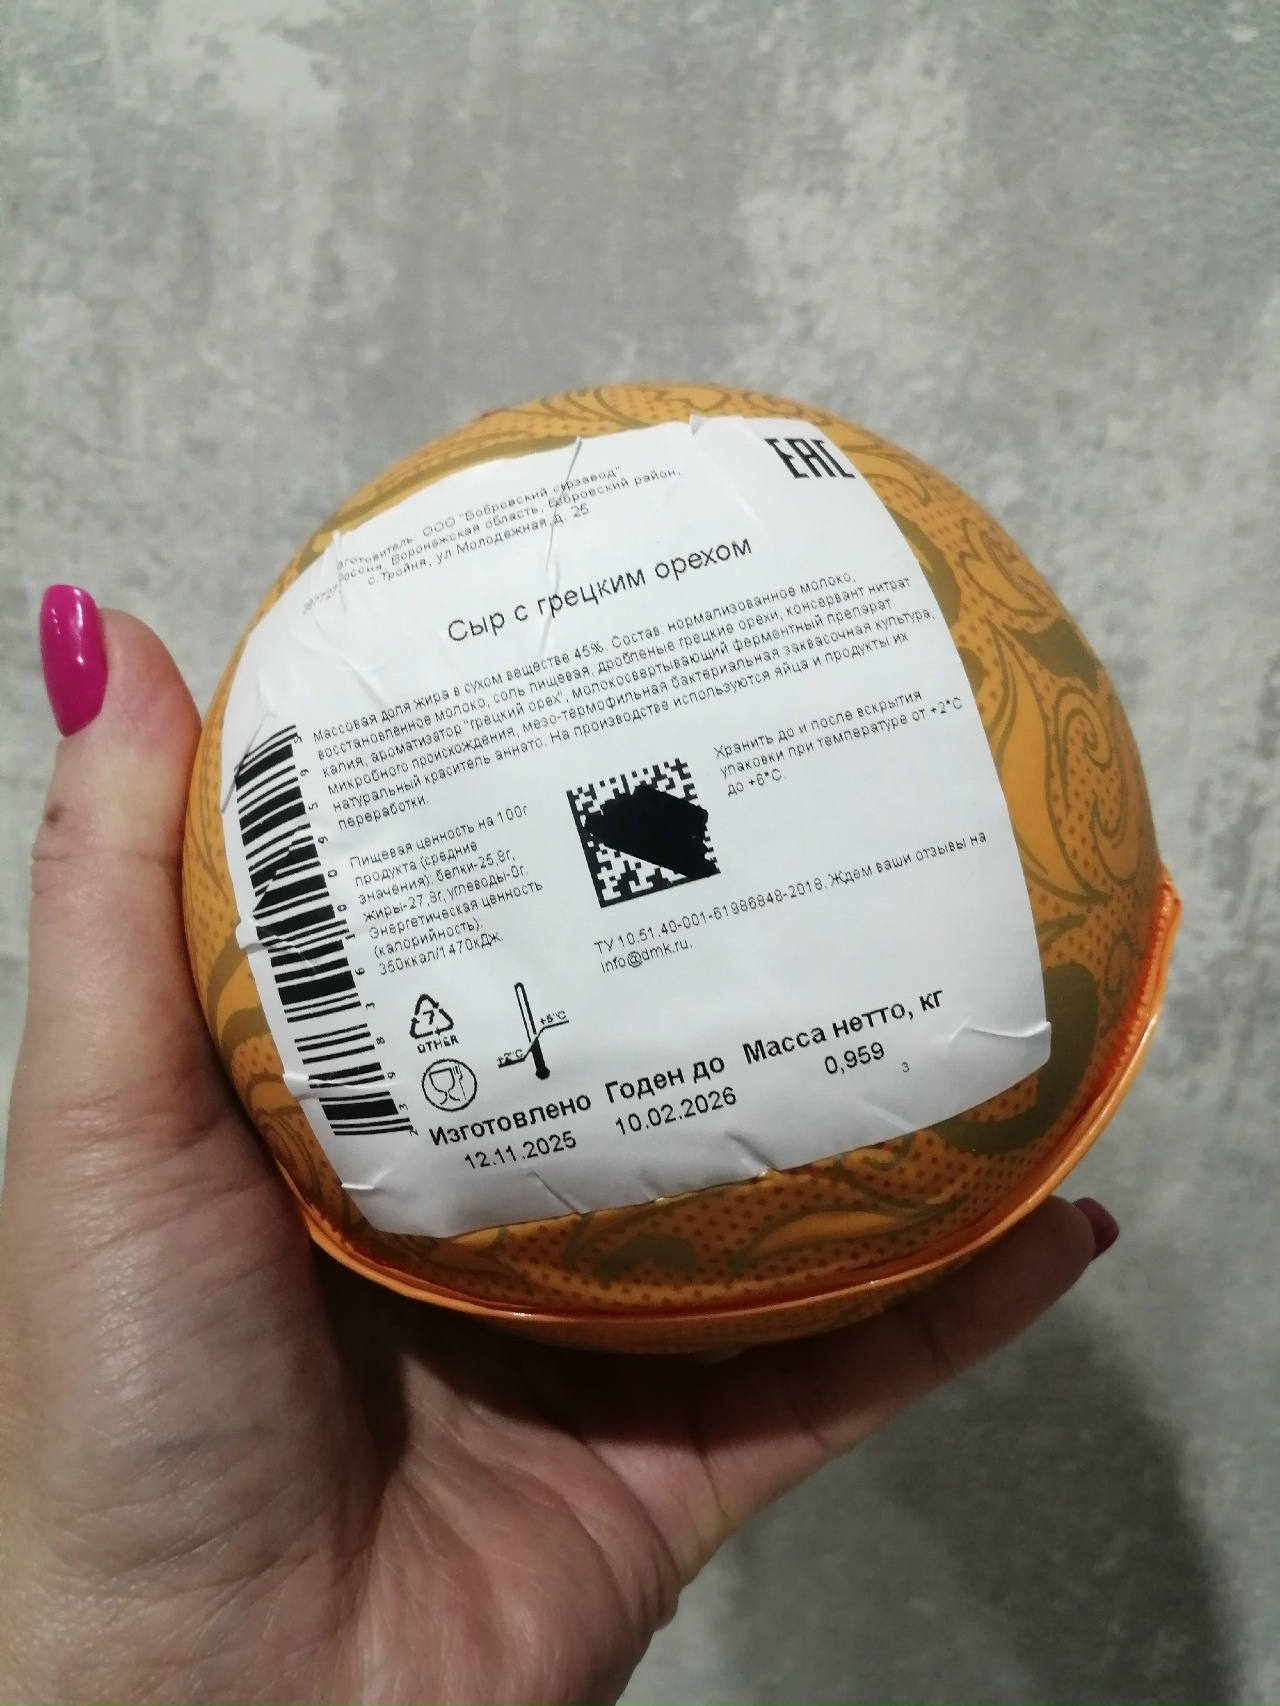 EAC
Изготовитель: ООО "Бобровский сырзавод"
Россия, Воронежская область, Бобровский район,
с.Тройня, ул.Молодежная, д. 25
Сыр с грецким орехом
Массовая доля жира в сухом веществе 45%. Состав: нормализованное молоко,
восстановленное молоко, соль пищевая, дробленые грецкие орехи, консервант нитрат
калия, ароматизатор "грецкий орех", молокосвертывающий ферментный препарат
микробного происхождения, мезо-термофильная бактериальная заквасочная культура,
натуральный краситель аннато. На производстве используются яйца и продукты их
переработки.
Хранить до и после вскрытия
упаковки при температуре от +2°C
до +6°C.
Пищевая ценность на 100г
продукта (средние
значения): белки-25,8г,
жиры-27,8г,углеводы-0г.
Энергетическая ценность
(калорийность):
350ккал/1470кДж.
ТУ 10.51.40-001-61986848-2018. Ждем ваши отзывы на
info@dmk.ru.
7
OTHER
+2°C
+6°C
Изготовлено Годен до Масса нетто, кг
12.11.2025 10.02.2026 0,959
3